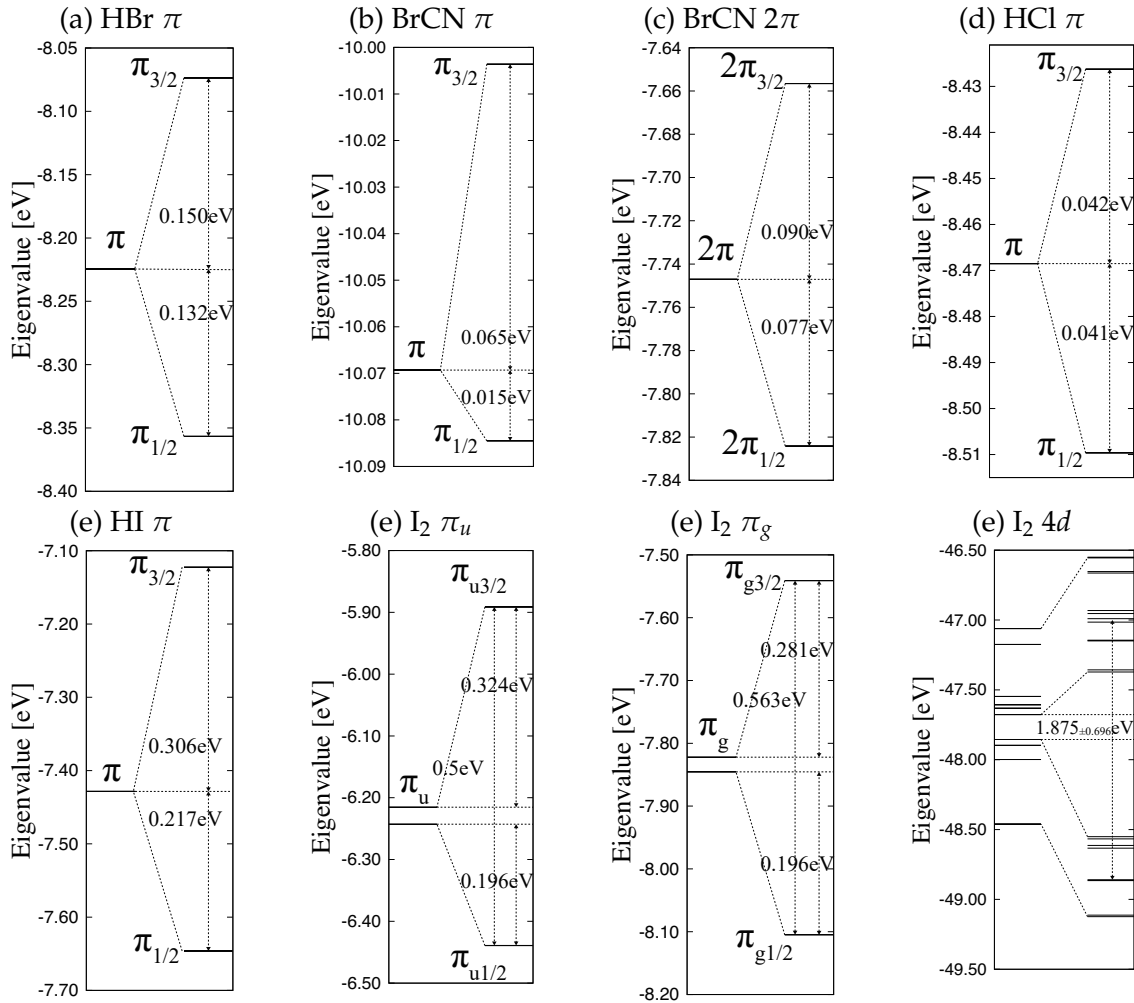 (a) HBr π
-8.05
-8.10
-8.15
-8.20
-8.25
-8.30
-8.35
-8.40
Eigenvalue [eV]
π3/2
0.150eV
π
0.132eV
π1/2
(b) BrCN π
-10.00
-10.01
-10.02
-10.03
-10.04
-10.05
-10.06
-10.07
-10.08
-10.09
Eigenvalue [eV]
π3/2
0.065eV
π
0.015eV
π1/2
(c) BrCN 2π
-7.64
-7.66
-7.68
-7.70
-7.72
-7.74
-7.76
-7.78
-7.80
-7.82
-7.84
Eigenvalue [eV]
2π3/2
0.090eV
2π
0.077eV
2π1/2
(d) HCl π
-8.43
-8.44
-8.45
-8.46
-8.47
-8.48
-8.49
-8.50
-8.51
Eigenvalue [eV]
π3/2
0.042eV
π
0.041eV
π1/2
(e) HI π
-7.10
-7.20
-7.30
-7.40
-7.50
-7.60
-7.70
Eigenvalue [eV]
π3/2
0.306eV
π
0.217eV
π1/2
(e) I2 πu
-5.80
-5.90
-6.00
-6.10
-6.20
-6.30
-6.40
-6.50
Eigenvalue [eV]
πu3/2
0.324eV
0.5eV
πu
0.196eV
πu1/2
(e) I2 πg
-7.50
-7.60
-7.70
-7.80
-7.90
-8.00
-8.10
-8.20
Eigenvalue [eV]
πg3/2
0.281eV
0.563eV
πg
0.196eV
πg1/2
(e) I2 4d
-46.50
-47.00
-47.50
-48.00
-48.50
-49.00
-49.50
Eigenvalue [eV]
1.875±0.696eV